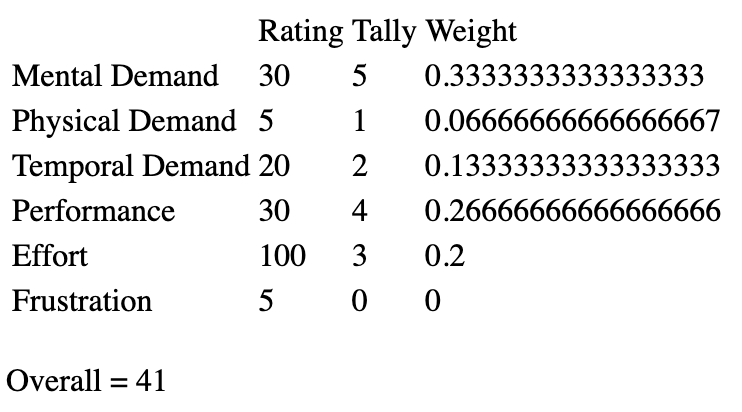 Rating Tally Weight
Mental Demand 30 5 0.3333333333333333
Physical Demand 5 1 0.06666666666666667
Temporal Demand 20 2 0.13333333333333333
Performance 30 4 0.26666666666666666
Effort 100 3 0.2
Frustration 5 0 0
Overall = 41